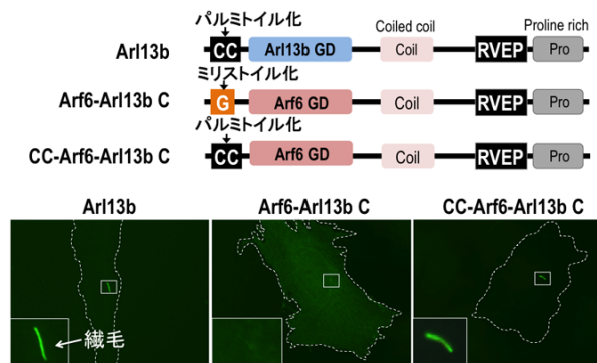 パルミトイル化
Coiled coil
Proline rich
Arl13b CC Arl13b GD Coil RVEP Pro
ミリストイル化
Arf6-Arl13b C G Arf6 GD Coil RVEP Pro
パルミトイル化
CC-Arf6-Arl13b C CC Arf6 GD Coil RVEP Pro
Arl13b Arf6-Arl13b C CC-Arf6-Arl13b C
繊毛